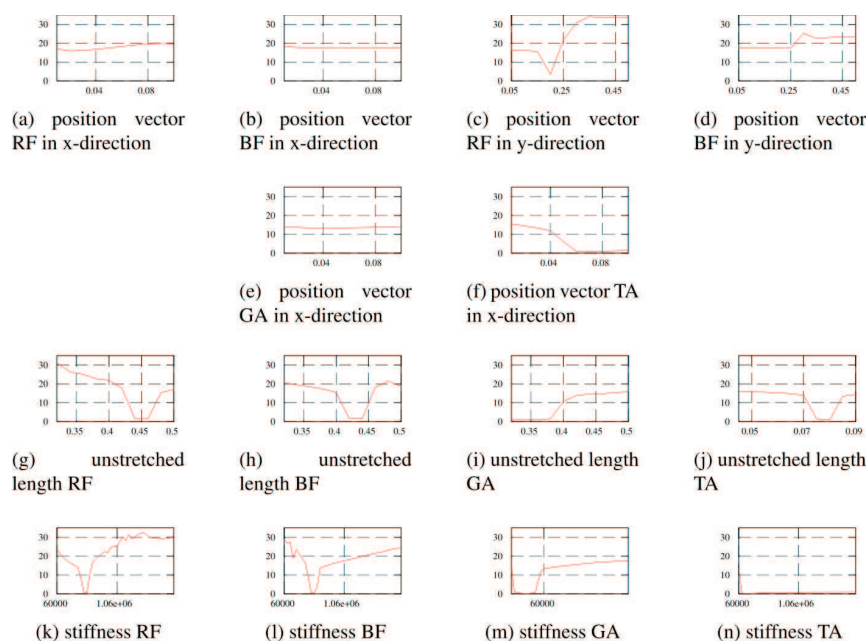 30 30 30 30
20 20 20 20
10 10 10 10
0 0 0 0
0.04 0.08 0.04 0.08 0.05 0.25 0.45 0.05 0.25 0.45
(a) position vector RF in x-direction
(b) position vector BF in x-direction
(c) position vector RF in y-direction
(d) position vector BF in y-direction
30 30
20 20
10 10
0 0
0.04 0.08 0.04 0.08
(e) position vector GA in x-direction
(f) position vector TA in x-direction
30 30 30 30
20 20 20 20
10 10 10 10
0 0 0 0
0.35 0.4 0.45 0.5 0.35 0.4 0.45 0.5 0.35 0.4 0.45 0.5 0.05 0.07 0.09
(g) unstretched length RF
(h) unstretched length BF
(i) unstretched length GA
(j) unstretched length TA
30 30 30 30
20 20 20 20
10 10 10 10
0 0 0 0
60000 1.06e+06 60000 1.06e+06 60000 60000 1.06e+06
(k) stiffness RF
(l) stiffness BF
(m) stiffness GA
(n) stiffness TA